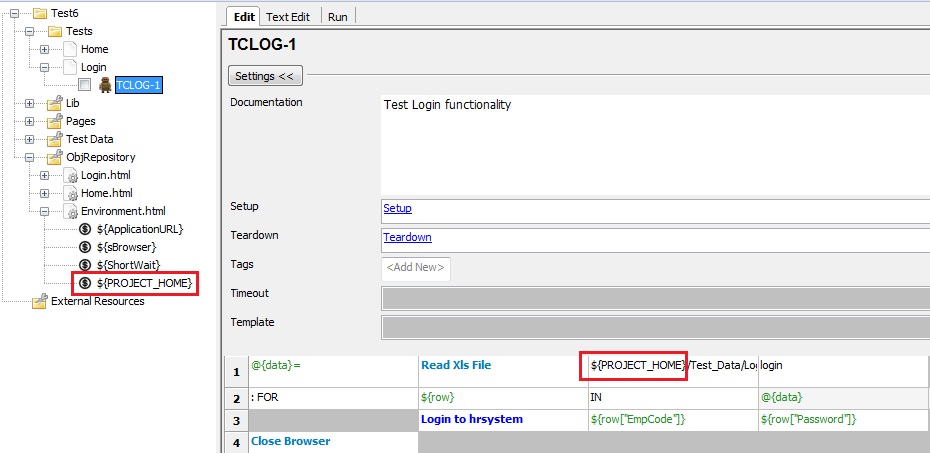 Test6
Tests
Home
Login
TCLOG-1
Lib
Pages
Test Data
ObjRepository
Login.html
Home.html
Environment.html
${ApplicationURL}
${sBrowser}
${ShortWait}
${PROJECT_HOME}
External Resources
Edit Text Edit Run
TCLOG-1
Settings <<
Documentation Test Login functionality
Setup Setup
Teardown Teardown
Tags <Add New>
Timeout
Template
1 @{data}= Read Xls File ${PROJECT_HOME}/Test_Data/Log login
2 : FOR ${row} IN @{data}
3 Login to hrsystem ${row["EmpCode"]} ${row["Password"]}
4 Close Browser